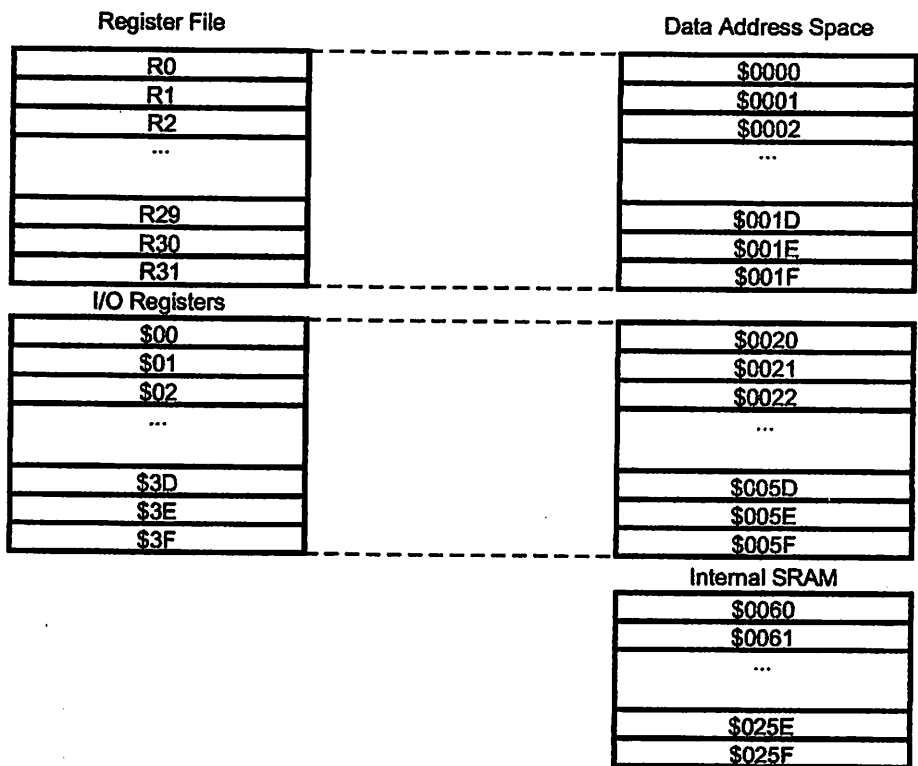 Register File
R0
R1
R2
...
R29
R30
R31
I/O Registers
$00
$01
$02
...
$3D
$3E
$3F
Data Address Space
$0000
$0001
$0002
...
$001D
$001E
$001F
$0020
$0021
$0022
...
$005D
$005E
$005F
Internal SRAM
$0060
$0061
...
$025E
$025F